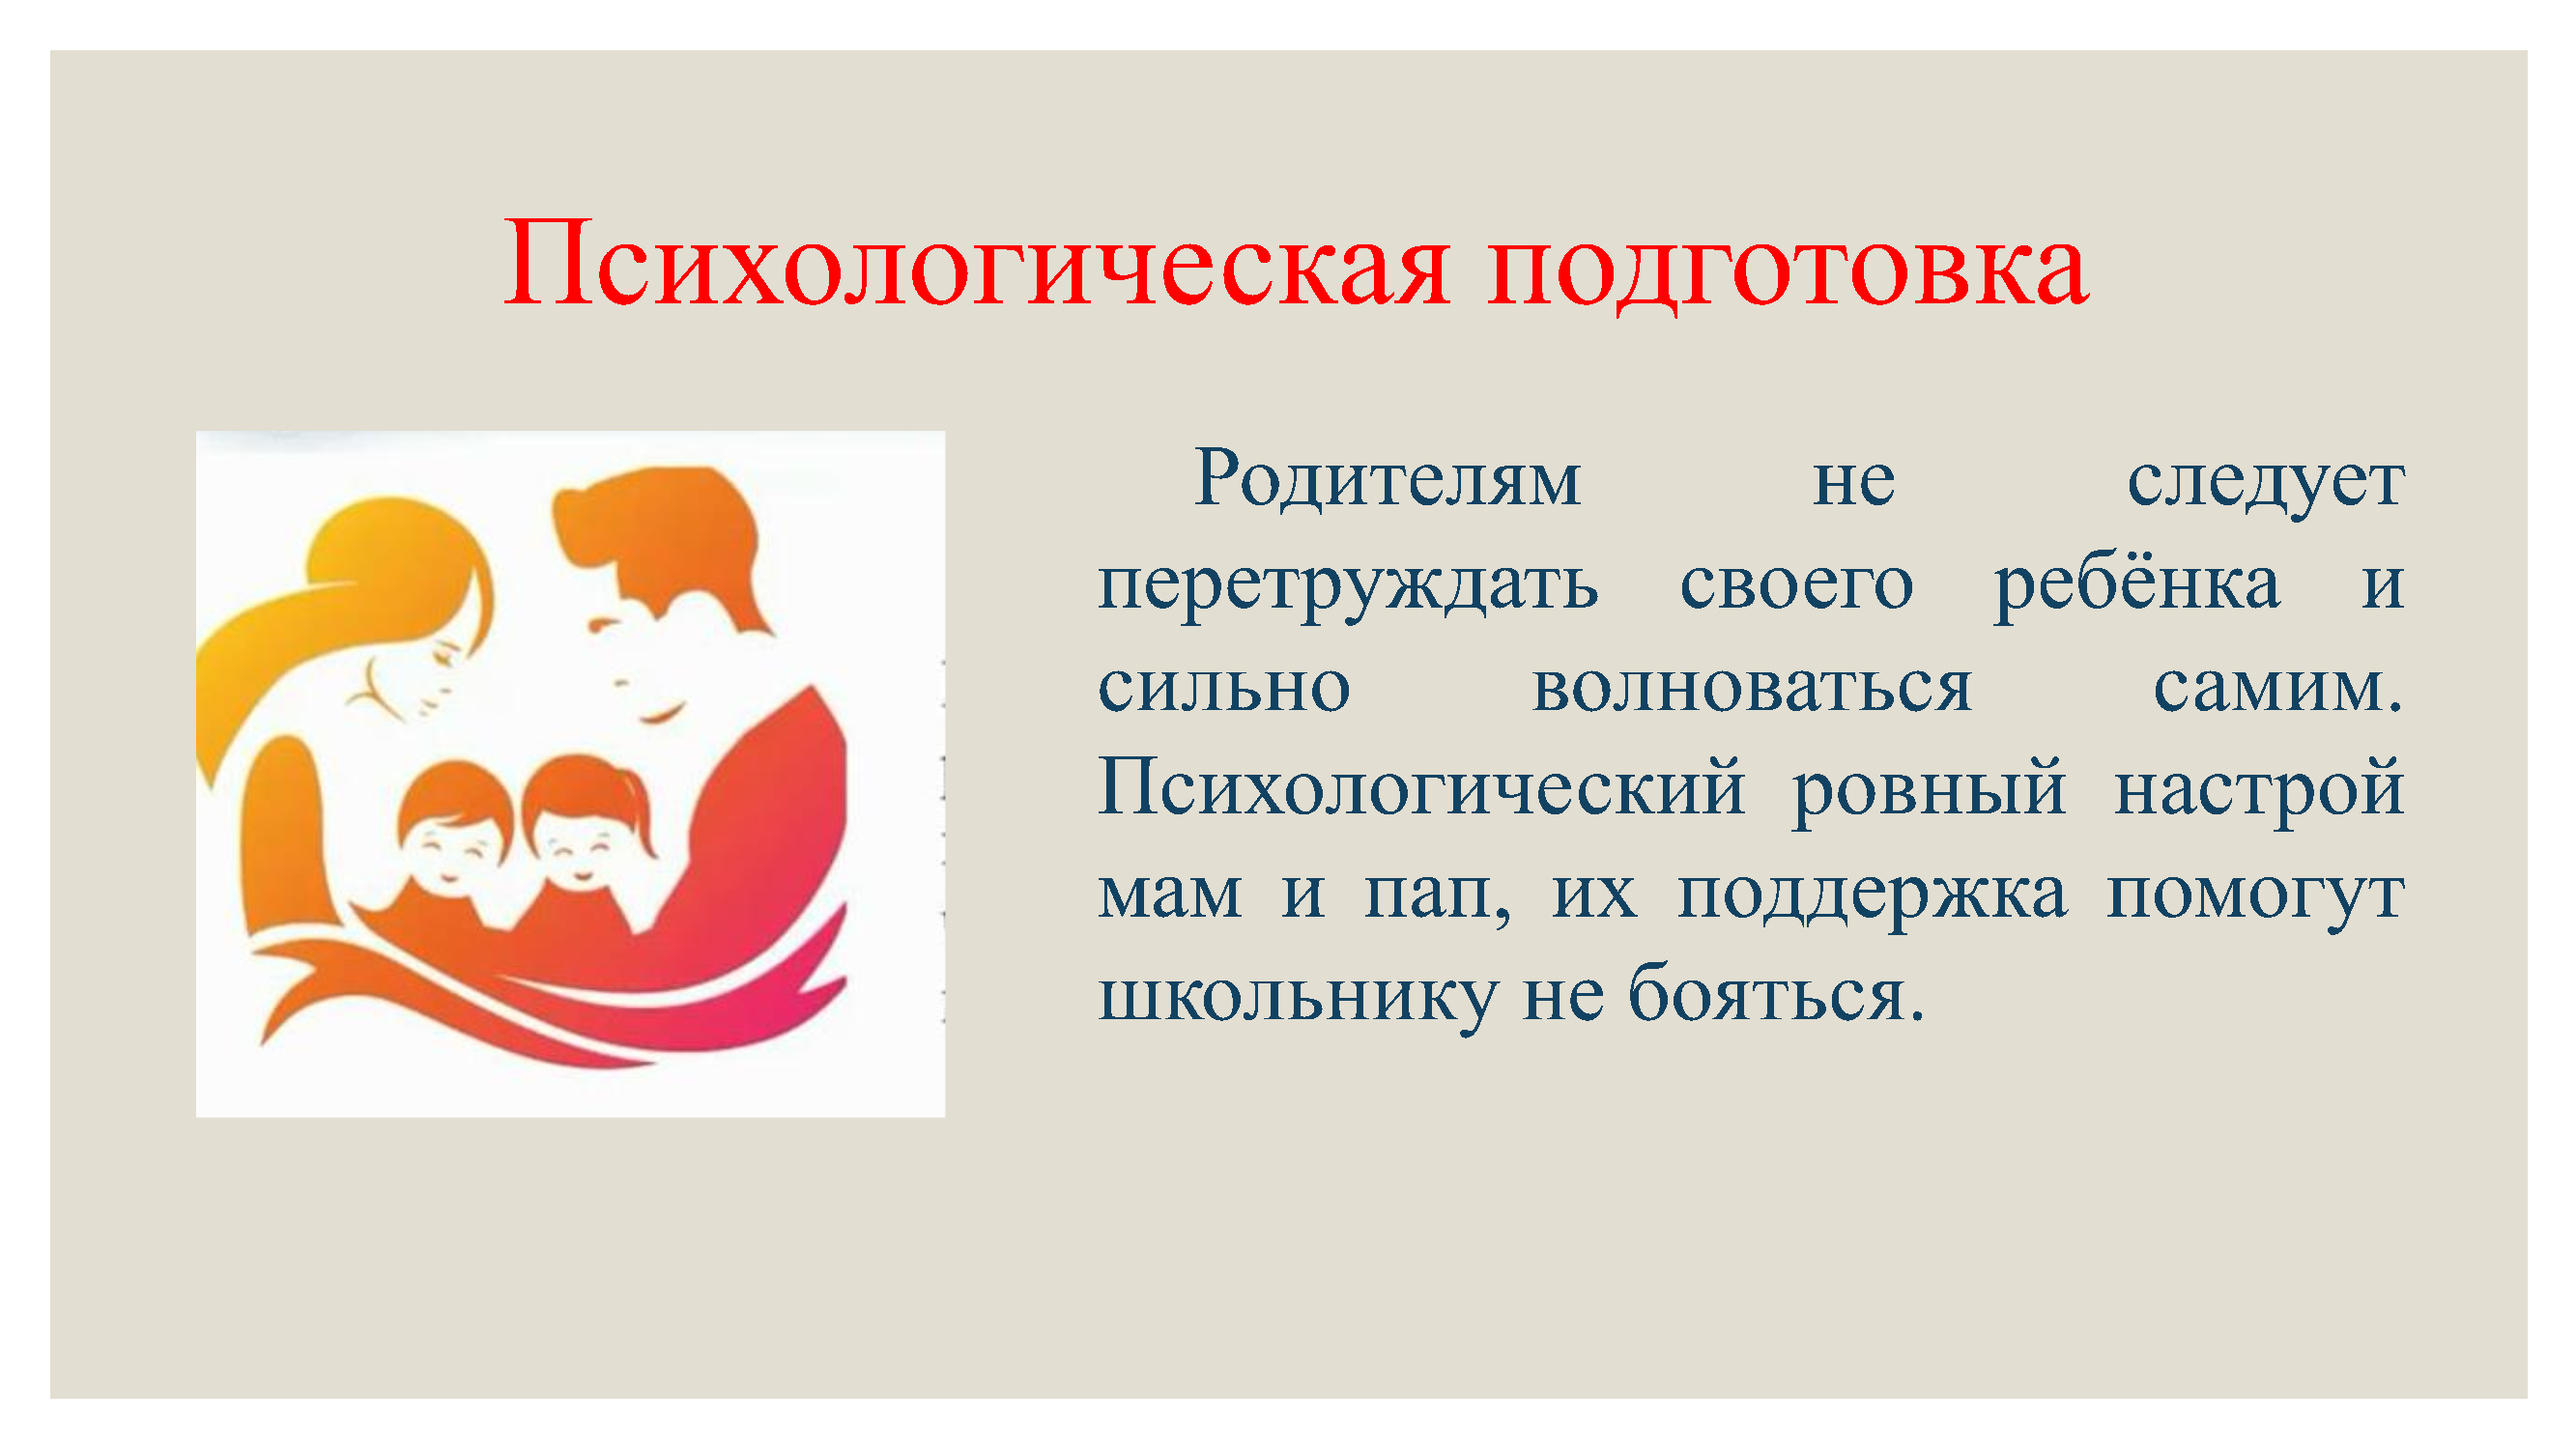 Психологическая подготовка
Родителям не следует
перетруждать своего ребёнка и
сильно волноваться самим.
Психологический ровный настрой
мам и пап, их поддержка помогут
школьнику не бояться.